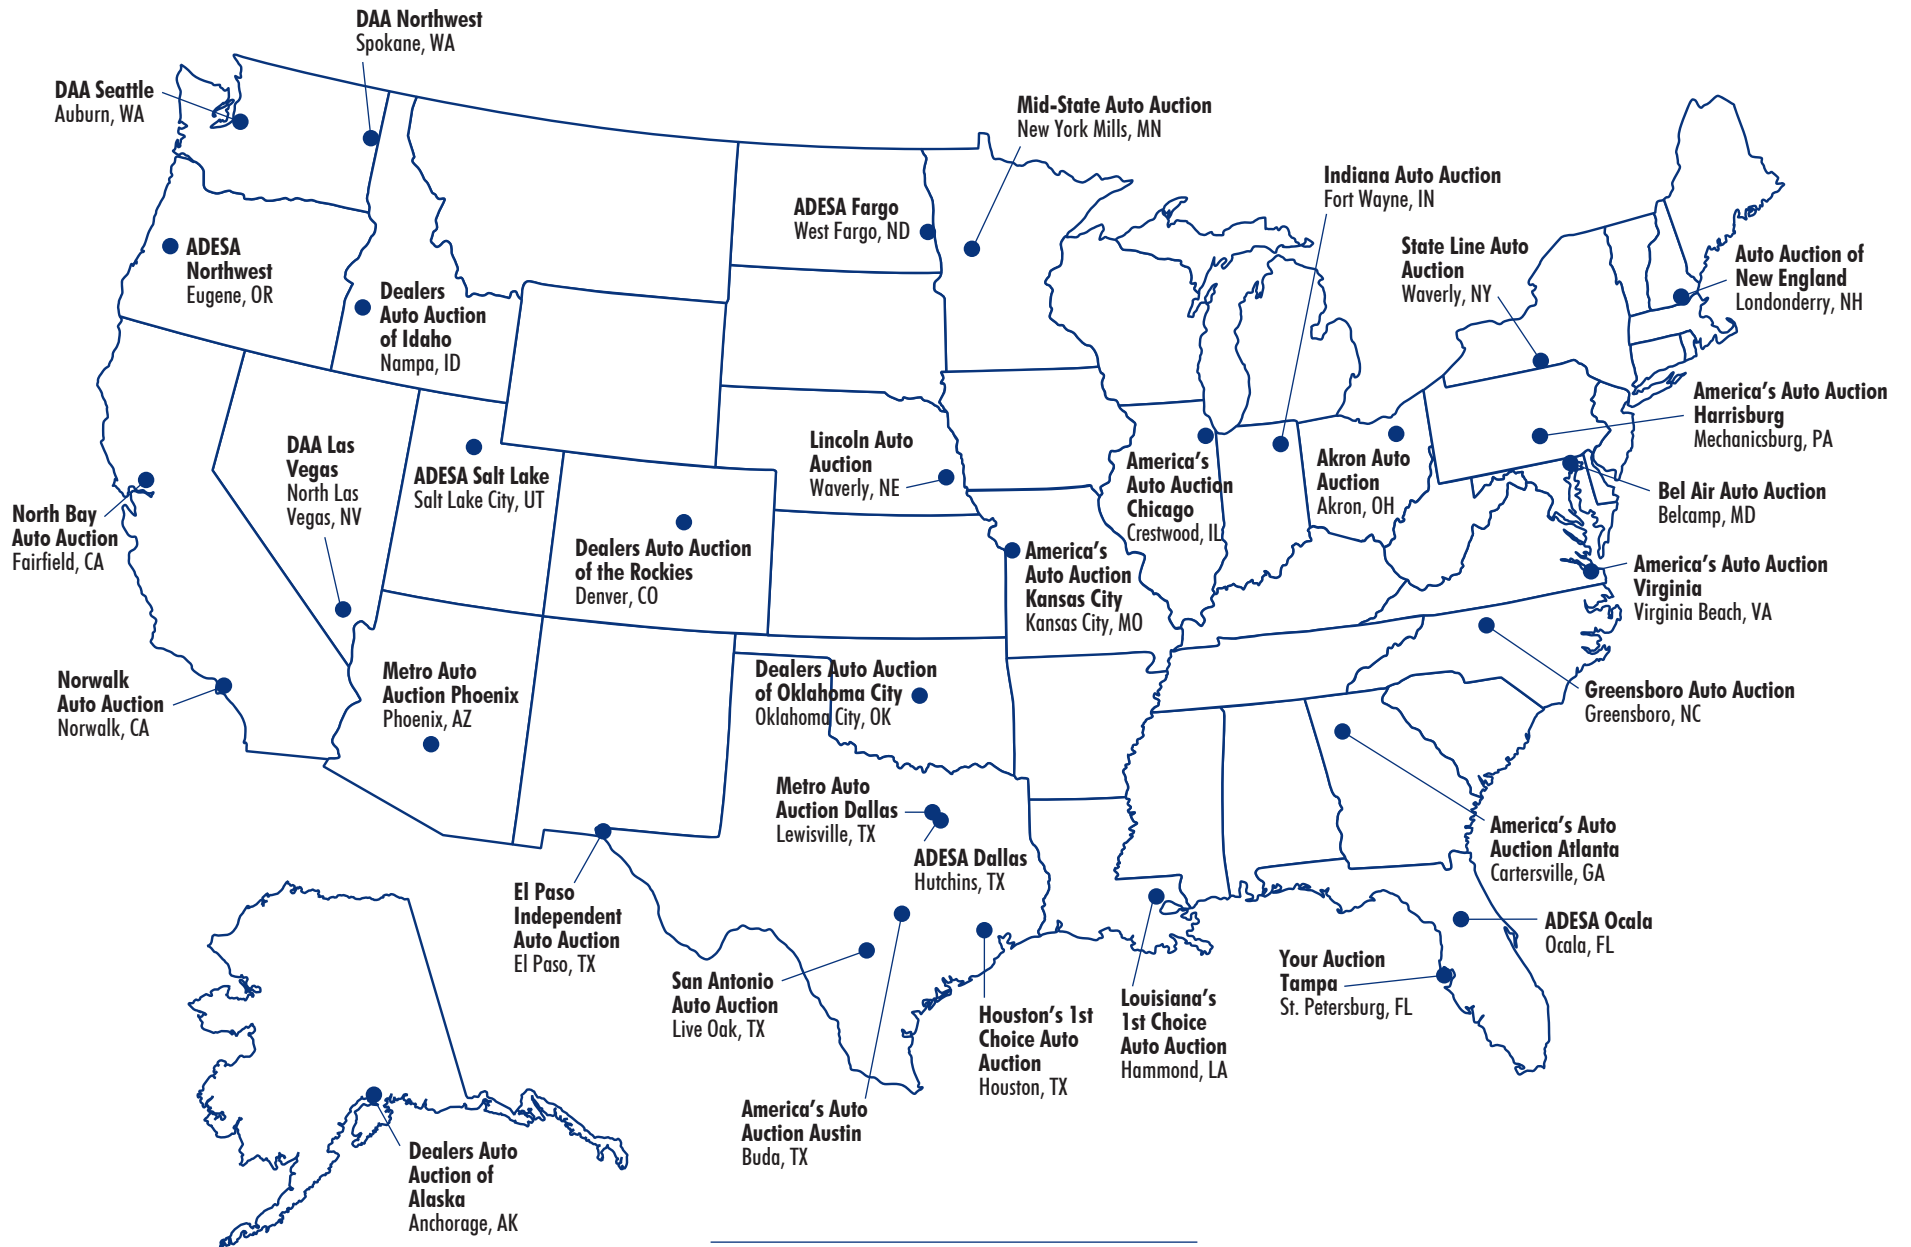 DAA Northwest
Spokane, WA
DAA Seattle
Auburn, WA
Mid-State Auto Auction
New York Mills, MN
Indiana Auto Auction
Fort Wayne, IN
ADESA Fargo
West Fargo, ND
State Line Auto
Auction
Waverly, NY
Auto Auction of
New England
Londonderry, NH
ADESA
Northwest
Eugene, OR
Dealers
Auto Auction
of Idaho
Nampa, ID
America's Auto Auction
Harrisburg
Mechanicsburg, PA
DAA Las
Vegas
North Las
Vegas, NV
ADESA Salt Lake
Salt Lake City, UT
Lincoln Auto
Auction
Waverly, NE
America's
Auto Auction
Chicago
Crestwood, IL
Akron Auto
Auction
Akron, OH
Bel Air Auto Auction
Belcamp, MD
North Bay
Auto Auction
Fairfield, CA
Dealers Auto Auction
of the Rockies
Denver, CO
America's
Auto Auction
Kansas City
Kansas City, MO
America's Auto Auction
Virginia
Virginia Beach, VA
Norwalk
Auto Auction
Norwalk, CA
Metro Auto
Auction Phoenix
Phoenix, AZ
Dealers Auto Auction
of Oklahoma City
Oklahoma City, OK
Greensboro Auto Auction
Greensboro, NC
Metro Auto
Auction Dallas
Lewisville, TX
ADESA Dallas
Hutchins, TX
America's Auto
Auction Atlanta
Cartersville, GA
El Paso
Independent
Auto Auction
El Paso, TX
ADESA Ocala
Ocala, FL
Your Auction
Tampa
St. Petersburg, FL
San Antonio
Auto Auction
Live Oak, TX
Houston's 1st
Choice Auto
Auction
Houston, TX
Louisiana's
1st Choice
Auto Auction
Hammond, LA
America's Auto
Auction Austin
Buda, TX
Dealers Auto
Auction of
Alaska
Anchorage, AK